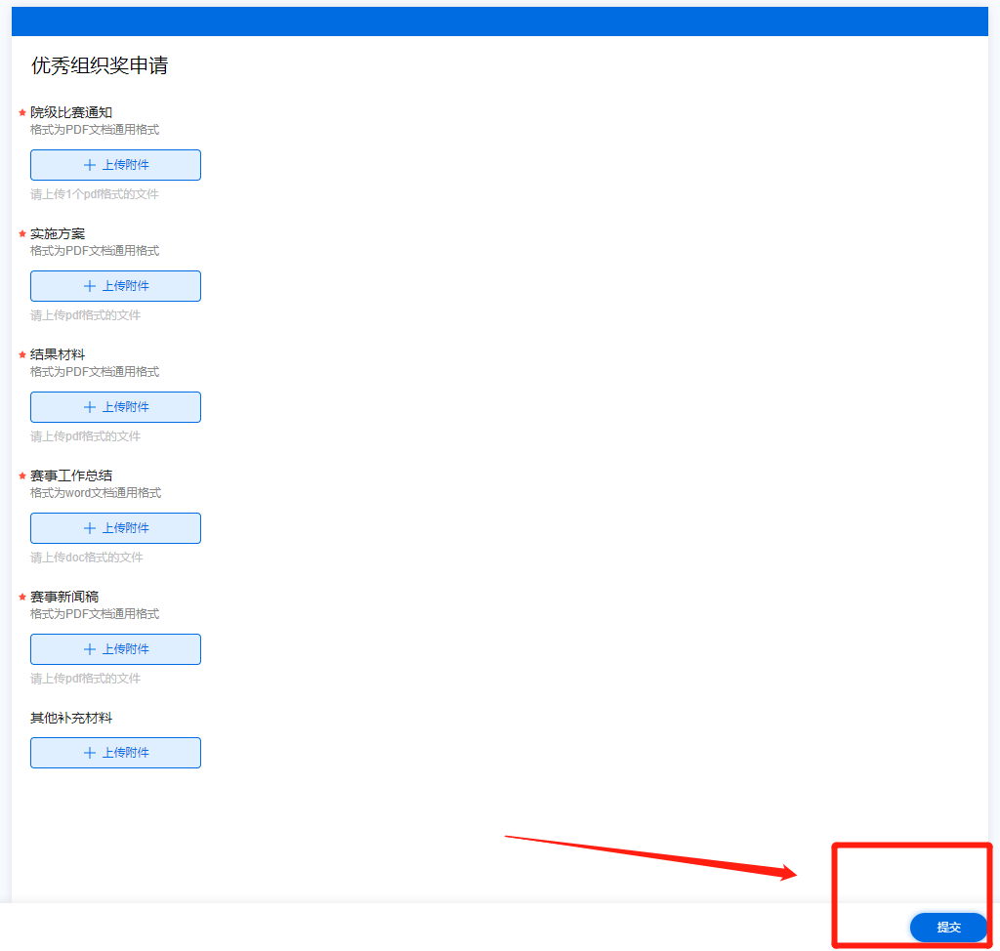 优秀组织奖申请
院级比赛通知
格式为PDF文档通用格式
上传附件
请上传1个pdf格式的文件
实施方案
格式为PDF文档通用格式
上传附件
请上传pdf格式的文件
结果材料
格式为PDF文档通用格式
上传附件
请上传pdf格式的文件
赛事工作总结
格式为word文档通用格式
上传附件
请上传doc格式的文件
赛事新闻稿
格式为PDF文档通用格式
上传附件
请上传pdf格式的文件
其他补充材料
上传附件
提交